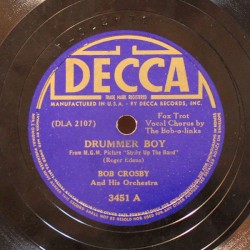 DECCA
TRADE MARK REGISTERED
MANUFACTURED IN U.S.A. BY DECCA RECORDS, INC.
(DLA 2107)
Fox Trot
Vocal Chorus by
The Bob-o-links
DRUMMER BOY
From M.G.M. Picture "Strike Up The Band"
(Roger Edens)
BOB CROSBY
And His Orchestra
3451 A